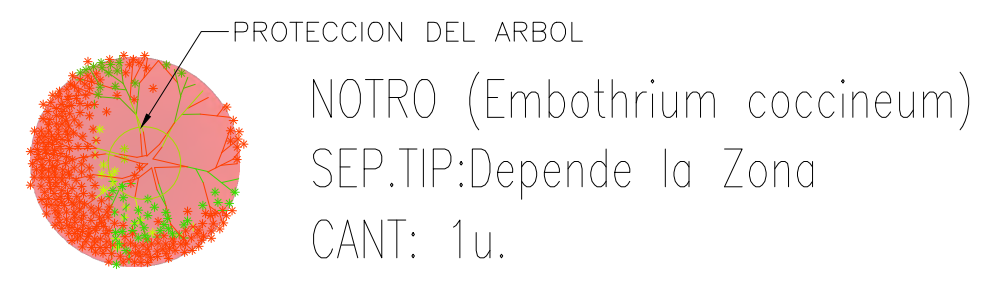 PROTECCION DEL ARBOL
NOTRO (Embothrium coccineum)
SEP.TIP:Depende la Zona
CANT: 1u.